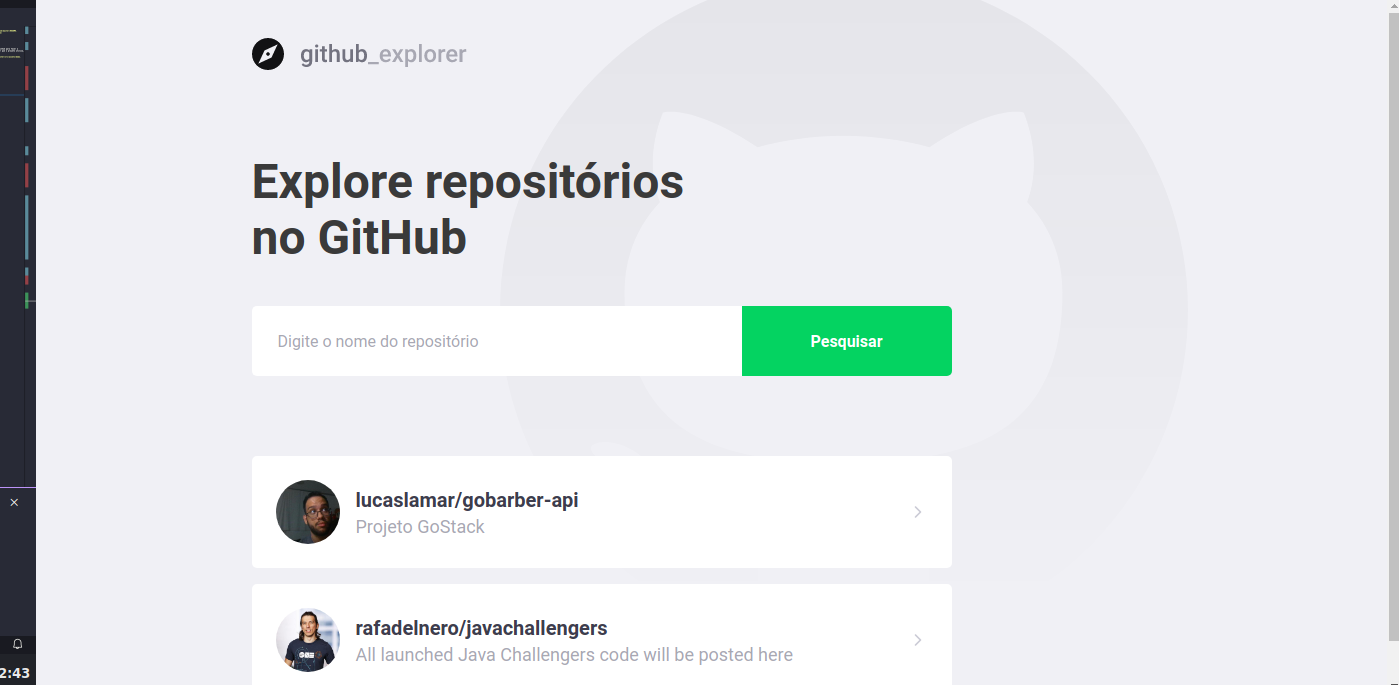 github_explorer
Explore repositórios
no GitHub
Digite o nome do repositório
Pesquisar
lucaslamar/gobarber-api
Projeto GoStack
rafadelnero/javachallengers
All launched Java Challengers code will be posted here
2:43